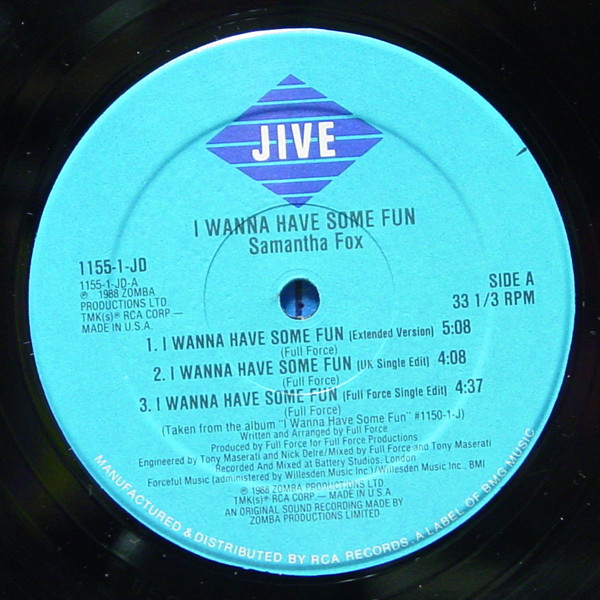 JIVE
I WANNA HAVE SOME FUN
Samantha Fox
1155-1-JD
1155-1-JD-A
℗ 1988 ZOMBA
PRODUCTIONS LTD.
TMK(s)® RCA CORP.—
MADE IN U.S.A.
SIDE A
33 1/3 RPM
1. I WANNA HAVE SOME FUN (Extended Version) 5:08
(Full Force)
2. I WANNA HAVE SOME FUN (UK Single Edit) 4:08
(Full Force)
3. I WANNA HAVE SOME FUN (Full Force Single Edit) 4:37
(Full Force)
(Taken from the album "I Wanna Have Some Fun" #1150-1-J)
Written and Arranged by Full Force
Produced by Full Force for Full Force Productions
Engineered by Tony Maserati and Nick Delre/Mixed by Full Force and Tony Maserati
Recorded And Mixed at Battery Studios, London
Forceful Music (administered by Willesden Music Inc.)/Willesden Music Inc., BMI
℗ 1988 ZOMBA PRODUCTIONS LTD.
TMK(s)® RCA CORP.— MADE IN U.S.A
AN ORIGINAL SOUND RECORDING MADE BY
ZOMBA PRODUCTIONS LIMITED
MANUFACTURED & DISTRIBUTED BY RCA RECORDS. A LABEL OF BMG MUSIC